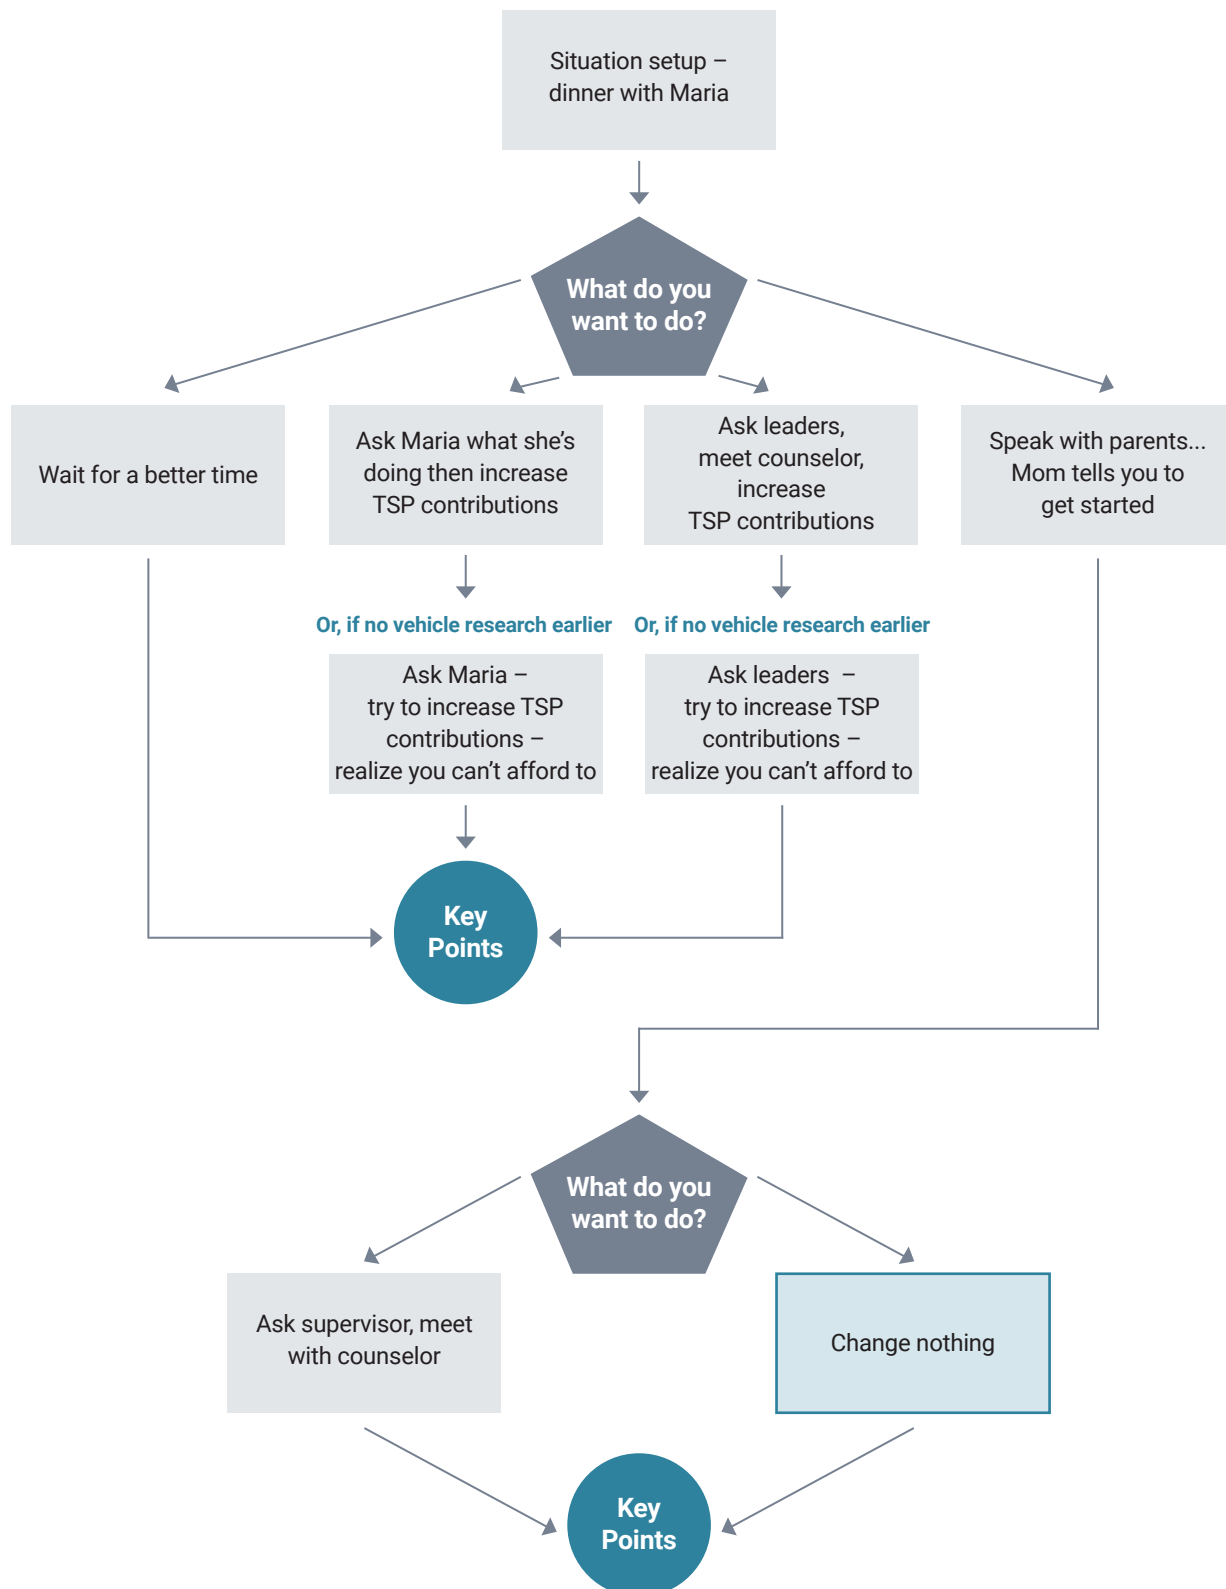 Situation setup –
dinner with Maria
What do you
want to do?
Wait for a better time
Ask Maria what she's
doing then increase
TSP contributions
Ask leaders,
meet counselor,
increase
TSP contributions
Speak with parents...
Mom tells you to
get started
Or, if no vehicle research earlier
Or, if no vehicle research earlier
Ask Maria –
try to increase TSP
contributions –
realize you can't afford to
Ask leaders –
try to increase TSP
contributions –
realize you can't afford to
Key
Points
What do you
want to do?
Ask supervisor, meet
with counselor
Change nothing
Key
Points